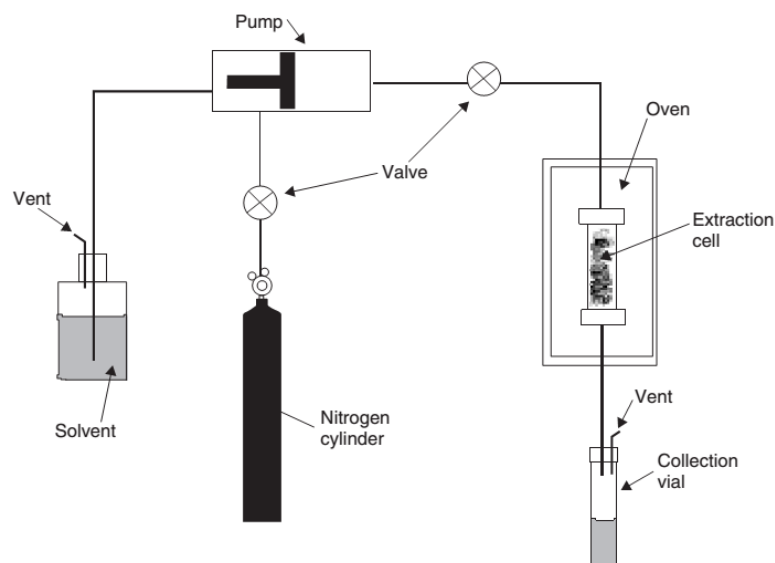 Pump
Oven
Valve
Vent
Extraction
cell
Solvent
Nitrogen
cylinder
Vent
Collection
vial